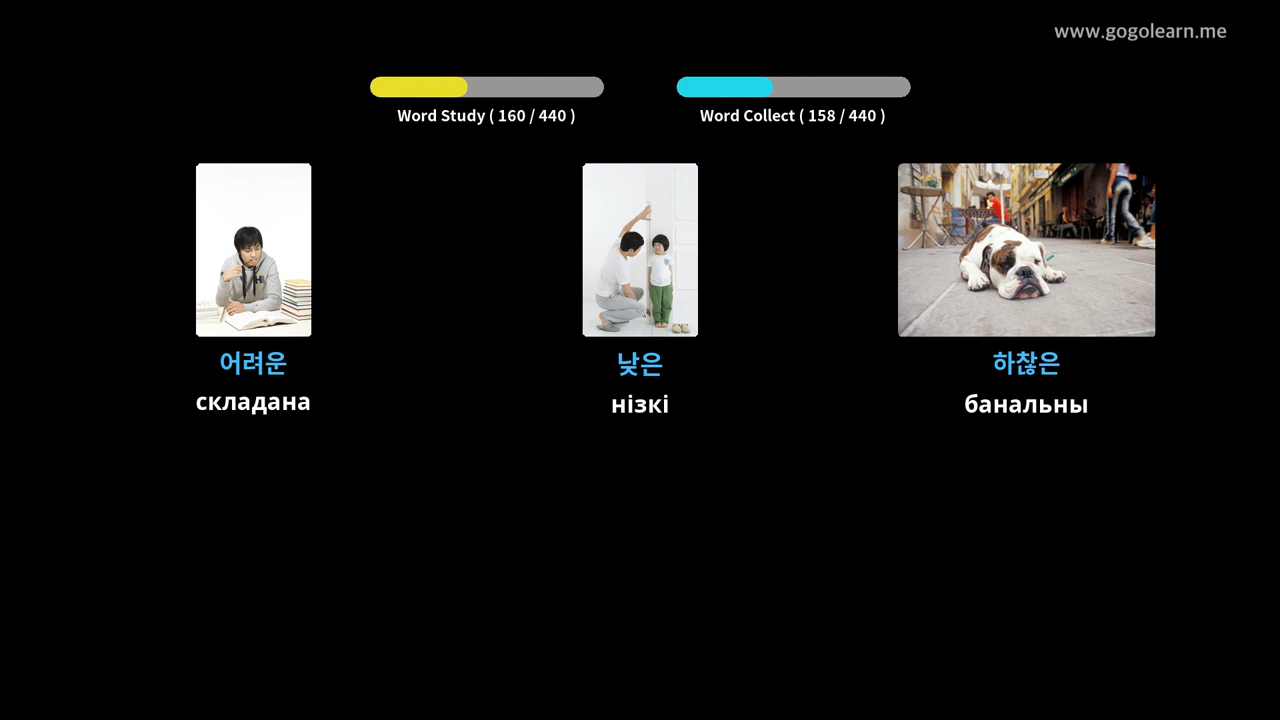 www.gogolearn.me
Word Study ( 160 / 440 )
Word Collect ( 158 / 440 )
어려운
낮은
하찮은
складана
нізкі
банальны